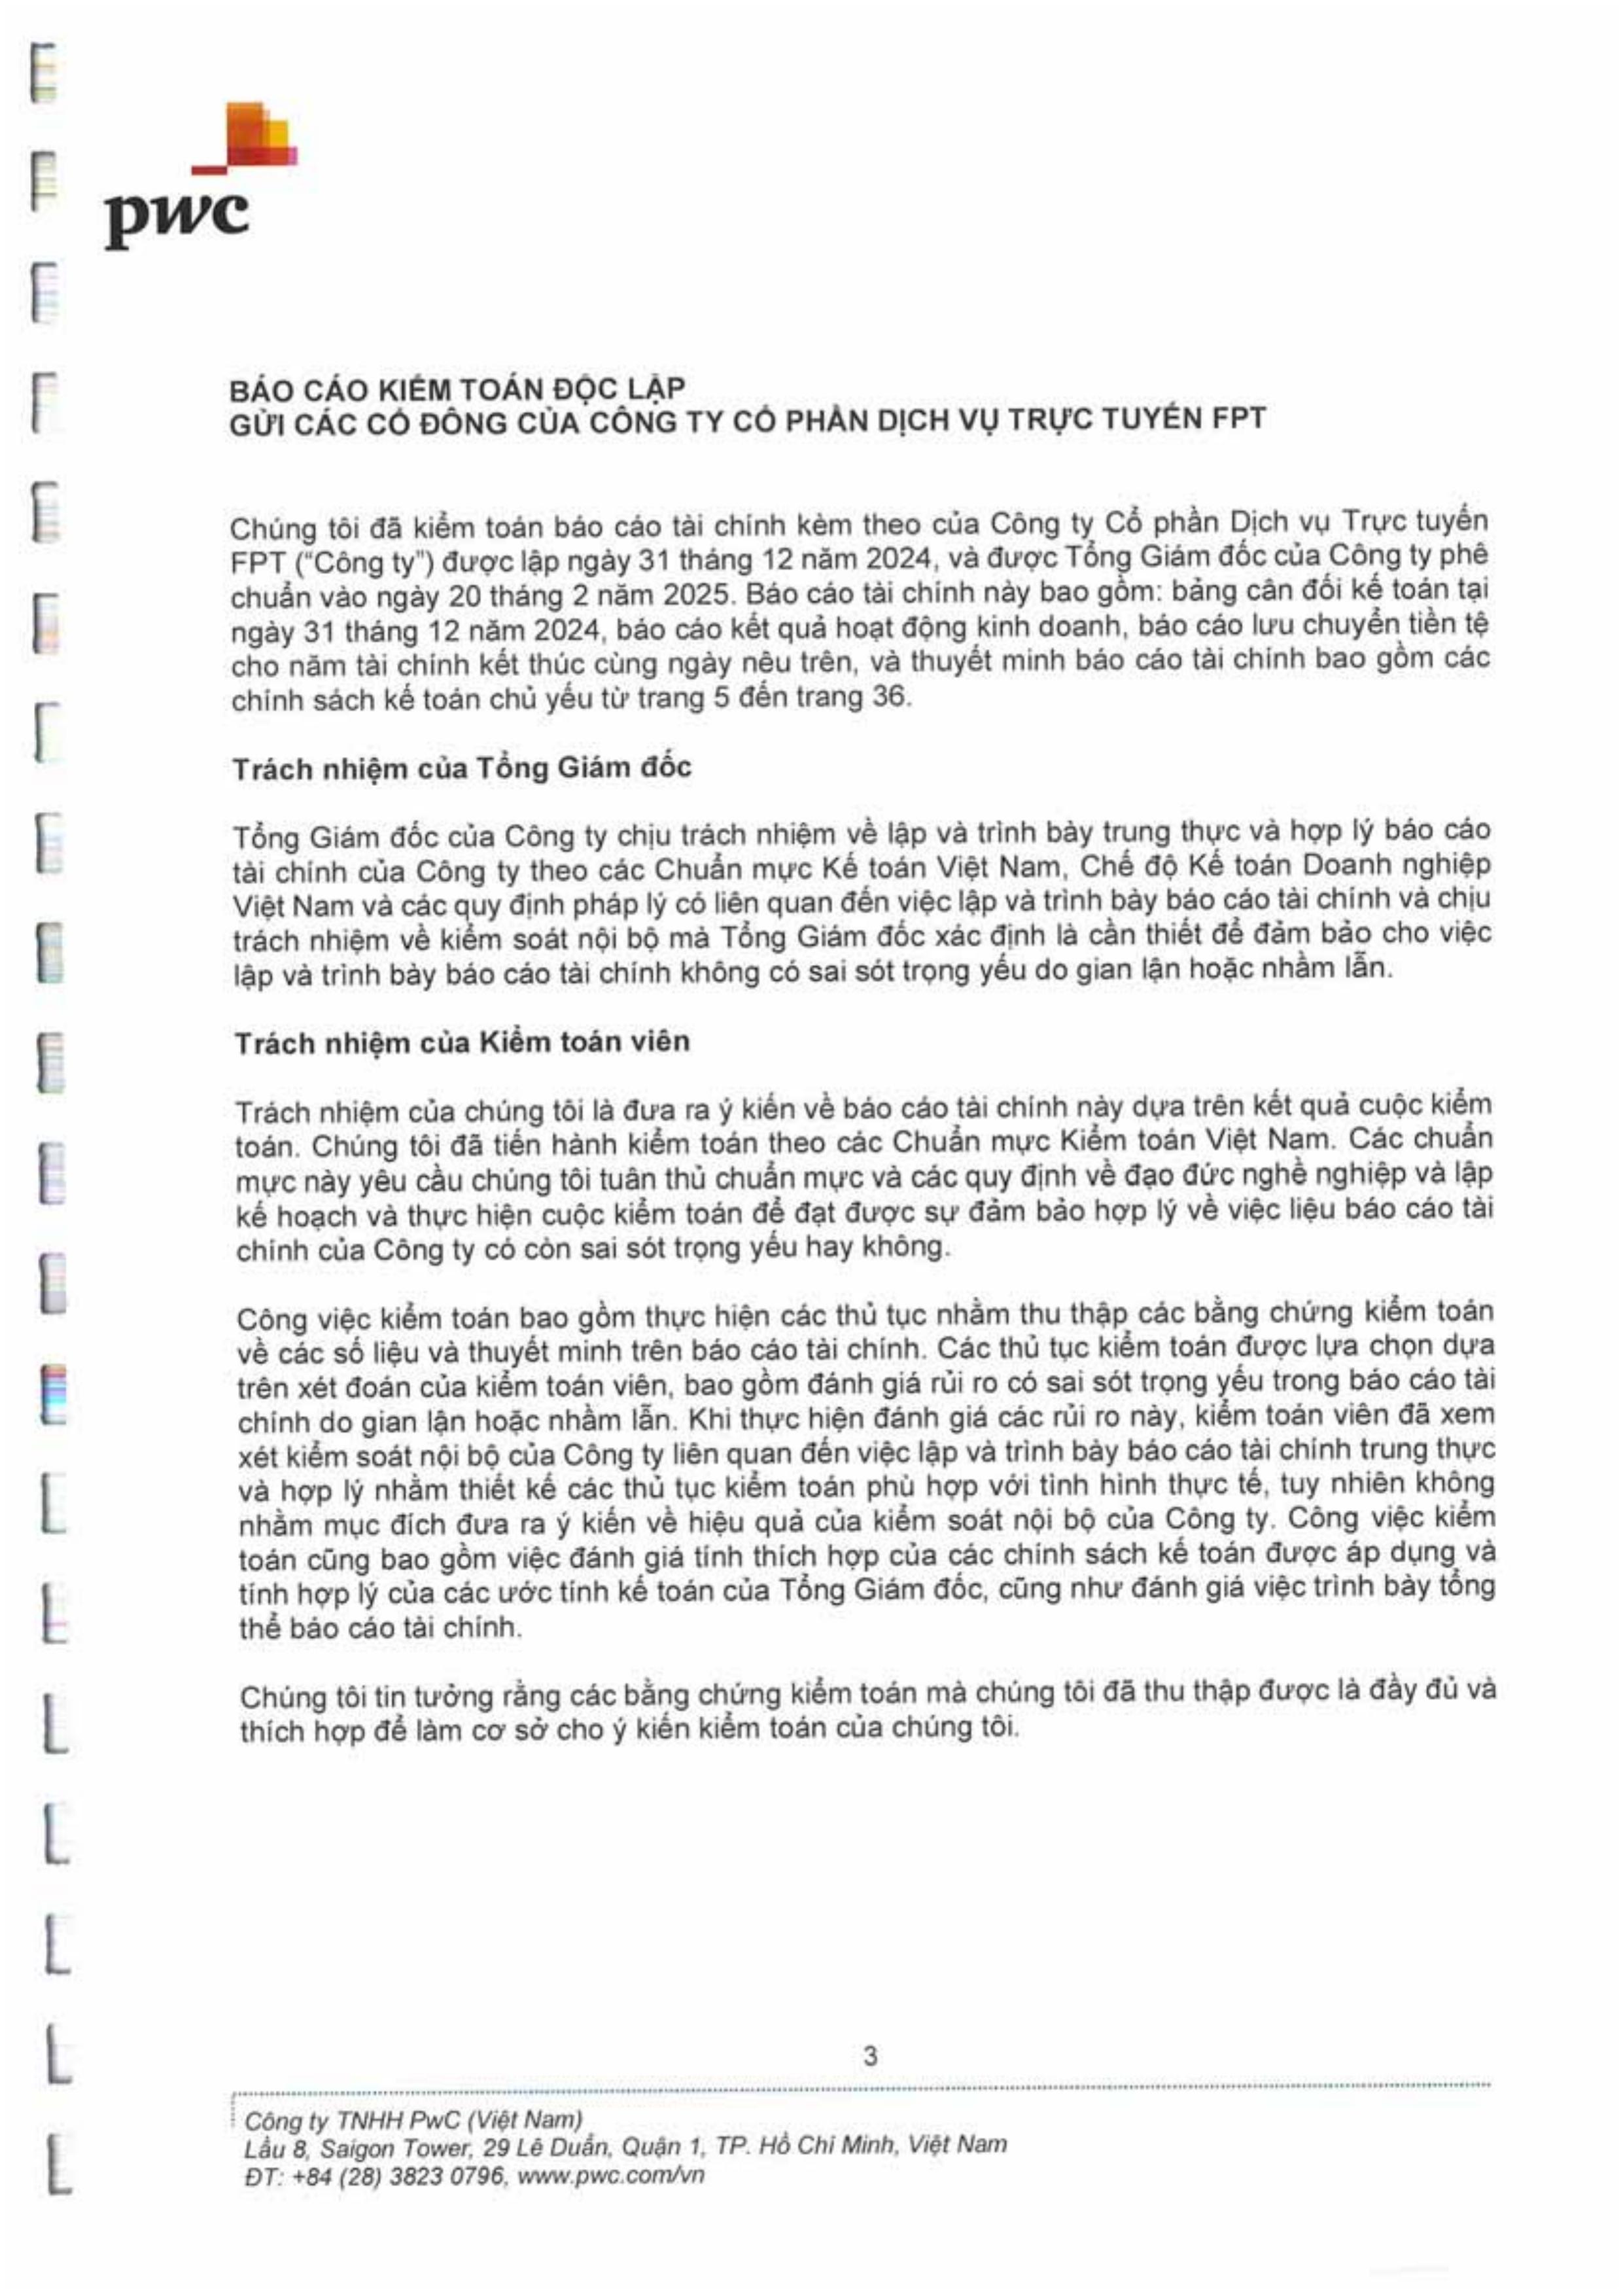 pwc
BÁO CÁO KIỂM TOÁN ĐỘC LẬP
GỬI CÁC CỔ ĐÔNG CỦA CÔNG TY CỔ PHẦN DỊCH VỤ TRỰC TUYẾN FPT
Chúng tôi đã kiểm toán báo cáo tài chính kèm theo của Công ty Cổ phần Dịch vụ Trực tuyến
FPT (“Công ty”) được lập ngày 31 tháng 12 năm 2024, và được Tổng Giám đốc của Công ty phê
chuẩn vào ngày 20 tháng 2 năm 2025. Báo cáo tài chính này bao gồm: bảng cân đối kế toán tại
ngày 31 tháng 12 năm 2024, báo cáo kết quả hoạt động kinh doanh, báo cáo lưu chuyển tiền tệ
cho năm tài chính kết thúc cùng ngày nêu trên, và thuyết minh báo cáo tài chính bao gồm các
chính sách kế toán chủ yếu từ trang 5 đến trang 36.
Trách nhiệm của Tổng Giám đốc
Tổng Giám đốc của Công ty chịu trách nhiệm về lập và trình bày trung thực và hợp lý báo cáo
tài chính của Công ty theo các Chuẩn mực Kế toán Việt Nam, Chế độ Kế toán Doanh nghiệp
Việt Nam và các quy định pháp lý có liên quan đến việc lập và trình bày báo cáo tài chính và chịu
trách nhiệm về kiểm soát nội bộ mà Tổng Giám đốc xác định là cần thiết để đảm bảo cho việc
lập và trình bày báo cáo tài chính không có sai sót trọng yếu do gian lận hoặc nhầm lẫn.
Trách nhiệm của Kiểm toán viên
Trách nhiệm của chúng tôi là đưa ra ý kiến về báo cáo tài chính này dựa trên kết quả cuộc kiểm
toán. Chúng tôi đã tiến hành kiểm toán theo các Chuẩn mực Kiểm toán Việt Nam. Các chuẩn
mực này yêu cầu chúng tôi tuân thủ chuẩn mực và các quy định về đạo đức nghề nghiệp và lập
kế hoạch và thực hiện cuộc kiểm toán để đạt được sự đảm bảo hợp lý về việc liệu báo cáo tài
chính của Công ty có còn sai sót trọng yếu hay không.
Công việc kiểm toán bao gồm thực hiện các thủ tục nhằm thu thập các bằng chứng kiểm toán
về các số liệu và thuyết minh trên báo cáo tài chính. Các thủ tục kiểm toán được lựa chọn dựa
trên xét đoán của kiểm toán viên, bao gồm đánh giá rủi ro có sai sót trọng yếu trong báo cáo tài
chính do gian lận hoặc nhầm lẫn. Khi thực hiện đánh giá các rủi ro này, kiểm toán viên đã xem
xét kiểm soát nội bộ của Công ty liên quan đến việc lập và trình bày báo cáo tài chính trung thực
và hợp lý nhằm thiết kế các thủ tục kiểm toán phù hợp với tình hình thực tế, tuy nhiên không
nhằm mục đích đưa ra ý kiến về hiệu quả của kiểm soát nội bộ của Công ty. Công việc kiểm
toán cũng bao gồm việc đánh giá tính thích hợp của các chính sách kế toán được áp dụng và
tính hợp lý của các ước tính kế toán của Tổng Giám đốc, cũng như đánh giá việc trình bày tổng
thể báo cáo tài chính.
Chúng tôi tin tưởng rằng các bằng chứng kiểm toán mà chúng tôi đã thu thập được là đầy đủ và
thích hợp để làm cơ sở cho ý kiến kiểm toán của chúng tôi.
3
Công ty TNHH PwC (Việt Nam)
Lầu 8, Saigon Tower, 29 Lê Duẩn, Quận 1, TP. Hồ Chí Minh, Việt Nam
ĐT: +84 (28) 3823 0796, www.pwc.com/vn